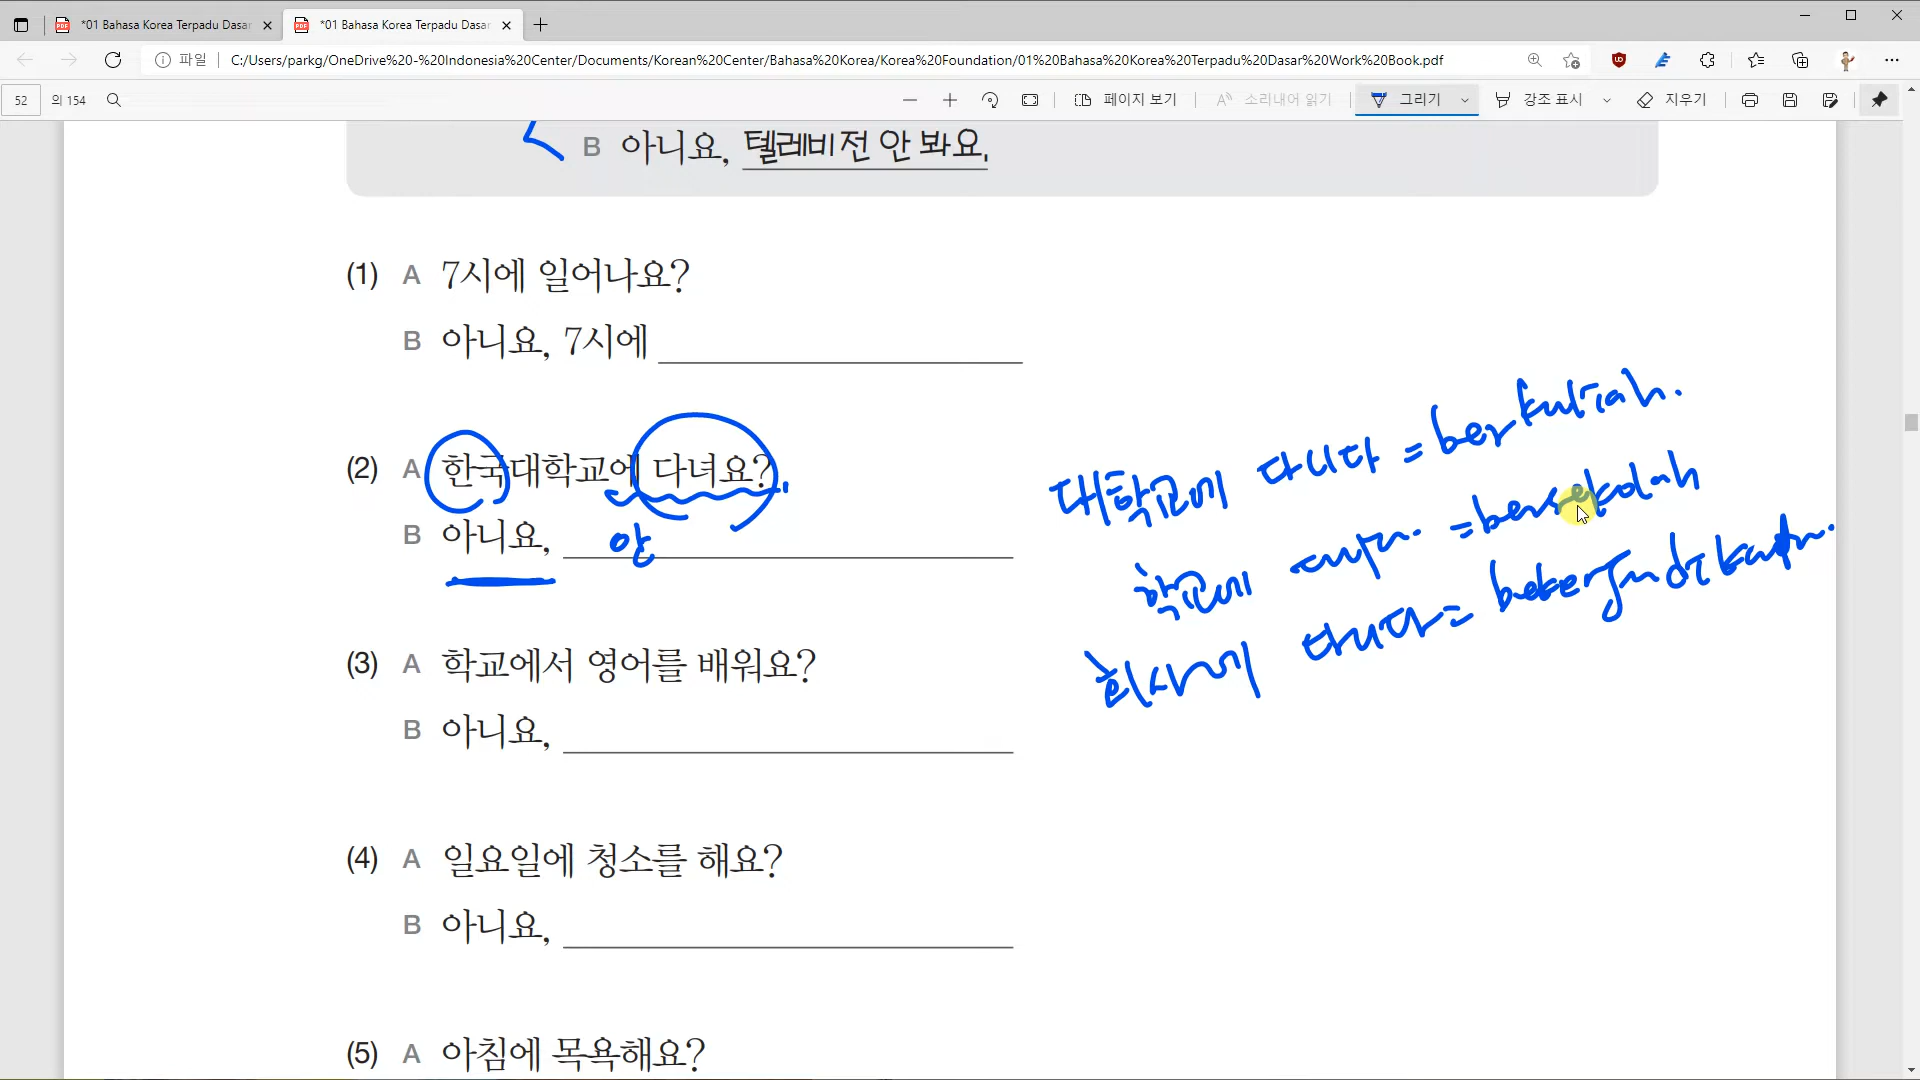 *01 Bahasa Korea Terpadu Dasar
*01 Bahasa Korea Terpadu Dasar
파일 C:/Users/parkg/OneDrive%20-%20Indonesia%20Center/Documents/Korean%20Center/Bahasa%20Korea/Korea%20Foundation/01%20Bahasa%20Korea%20Terpadu%20Dasar%20Work%20Book.pdf
52 의 154 페이지 보기 소리내어 읽기 그리기 강조 표시 지우기
B 아니요, 텔레비전 안 봐요.
(1) A 7시에 일어나요?
B 아니요, 7시에
(2) A 한국대학교에 다녀요?
B 아니요, 안
대학교에 다니다 = berkuliah.
학교에 = bersekolah
회사에 다니다 =
(3) A 학교에서 영어를 배워요?
B 아니요,
(4) A 일요일에 청소를 해요?
B 아니요,
(5) A 아침에 목욕해요?